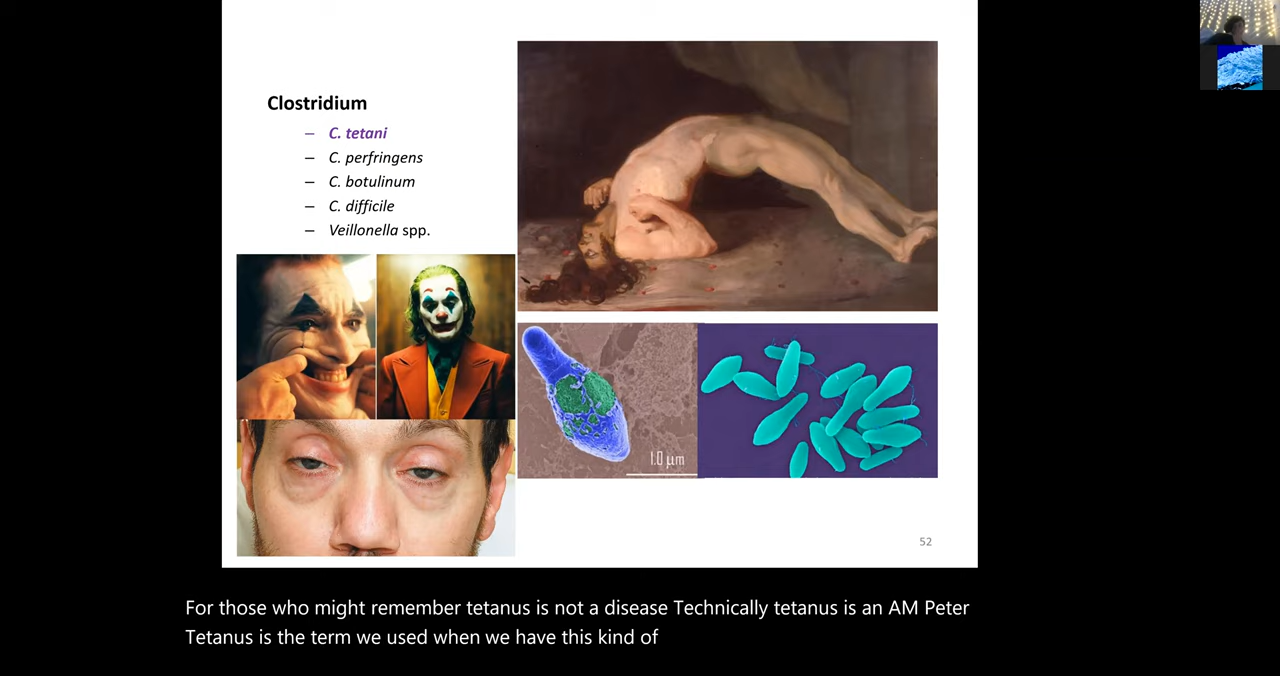 Clostridium
– C. tetani
– C. perfringens
– C. botulinum
– C. difficile
– Veillonella spp.
1.0 µm
52
For those who might remember tetanus is not a disease Technically tetanus is an AM Peter
Tetanus is the term we used when we have this kind of